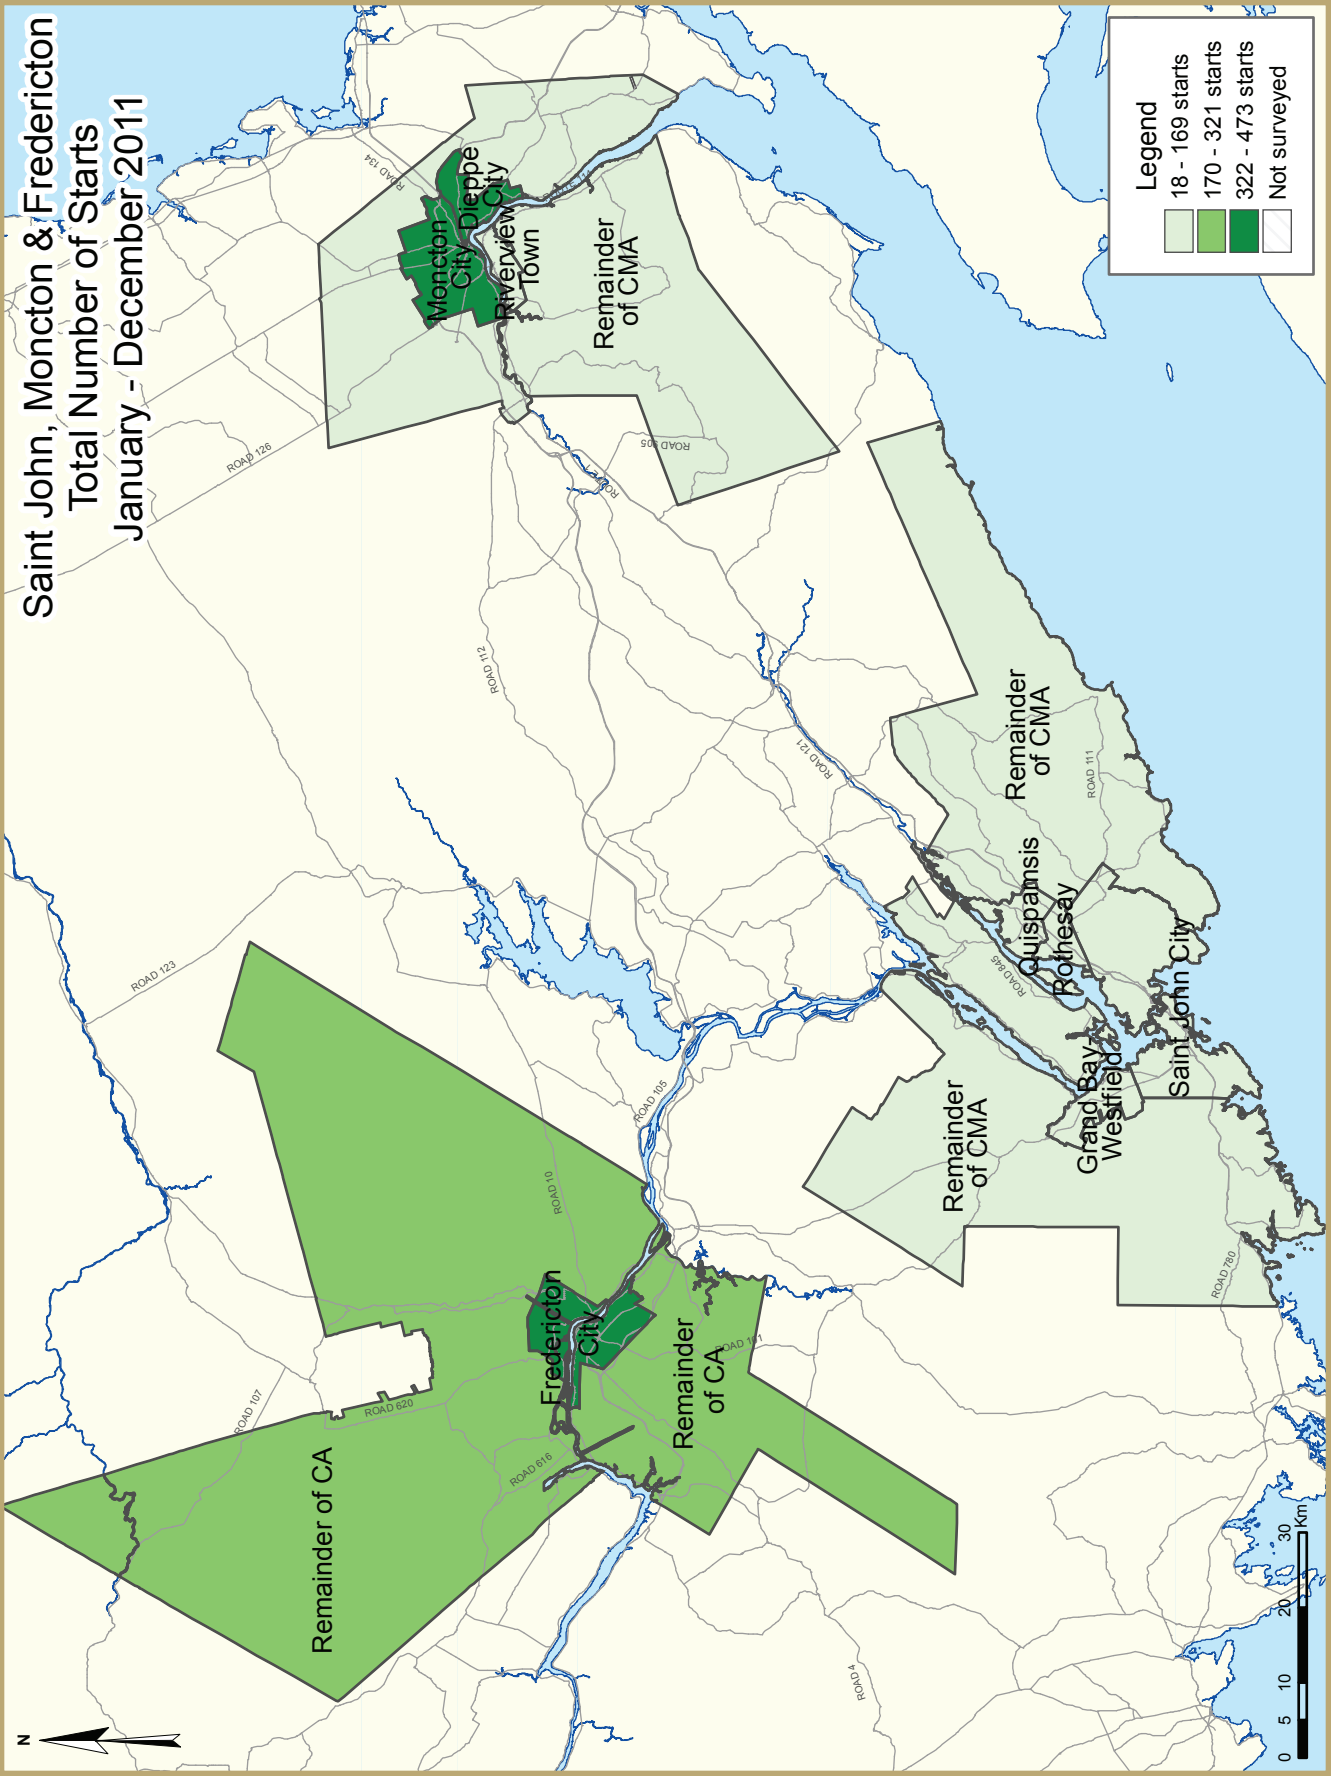 Saint John, Moncton & Fredericton
Total Number of Starts
January - December 2011
N
ROAD 134
Moncton
City
Dieppe
City
Riverview
Town
Remainder
of CMA
ROAD 126
ROAD 905
ROAD 112
ROAD 121
ROAD 123
ROAD 105
ROAD 10
ROAD 107
ROAD 620
ROAD 616
Remainder of CA
Fredericton
City
Remainder
of CA
ROAD 101
ROAD 4
Remainder
of CMA
ROAD 111
Quispamsis
Rothesay
ROAD 845
Saint John City
Grand Bay-
Westfield
Remainder
of CMA
ROAD 780
Legend
18 - 169 starts
170 - 321 starts
322 - 473 starts
Not surveyed
0 5 10 20 30
Km